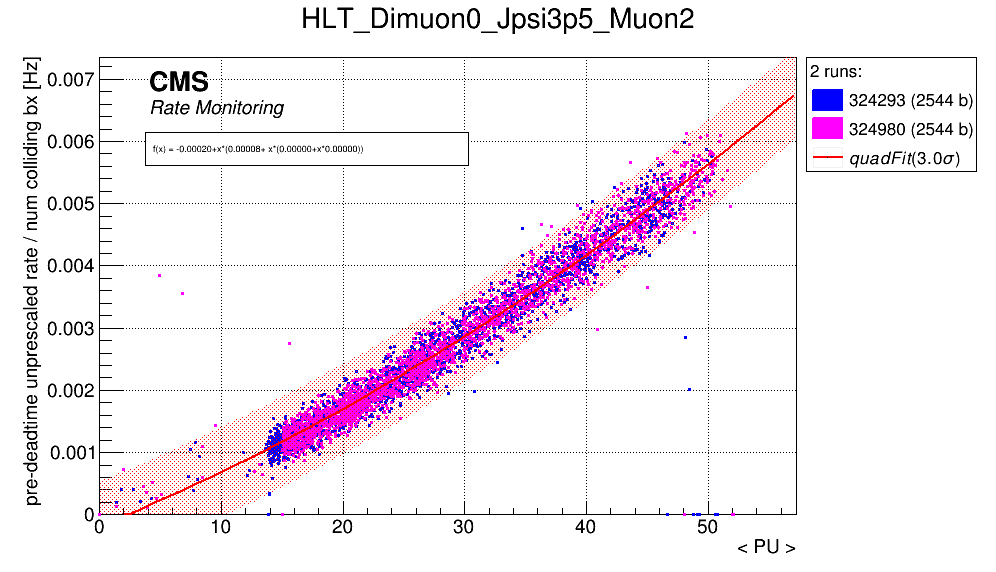 HLT_Dimuon0_Jpsi3p5_Muon2
pre-deadtime unprescaled rate / num colliding bx [Hz]
0.007
0.006
0.005
0.004
0.003
0.002
0.001
0
CMS
Rate Monitoring
f(x) = -0.00020+x*(0.00008+ x*(0.00000+x*0.00000))
0 10 20 30 40 50
< PU >
2 runs:
324293 (2544 b)
324980 (2544 b)
quadFit(3.0σ)